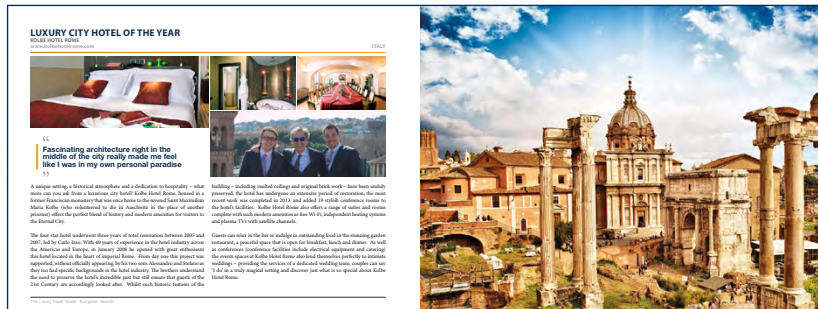 LUXURY CITY HOTEL OF THE YEAR
KOLBE HOTEL ROME
www.kolbehotelrome.com
ITALY
“
Fascinating architecture right in the
middle of the city really made me feel
like I was in my own personal paradise
”
A unique setting, a historical atmosphere and a dedication to hospitality – what
more can you ask from a luxurious city hotel? Kolbe Hotel Rome, housed in a
former Franciscan monastery that was once home to the revered Saint Maximilian
Maria Kolbe (who volunteered to die in Auschwitz in the place of another
prisoner) offers the perfect blend of history and modern amenities for visitors to
the Eternal City.
The four star hotel underwent three years of total renovation between 2005 and
2007, led by Carlo Izzo. With 40 years of experience in the hotel industry across
the Americas and Europe, in January 2008 he opened with great enthusiasm
this hotel located in the heart of imperial Rome. From day one this project was
supported, without officially appearing, by his two sons Alessandro and Stefano as
they too had specific backgrounds in the hotel industry. The brothers understand
the need to preserve the hotel's incredible past but still ensure that guests of the
21st Century are accordingly looked after. Whilst such historic features of the
building – including vaulted ceilings and original brick work – have been unduly
preserved, the hotel has undergone an extensive period of restoration; the most
recent work was completed in 2013, and added 19 stylish conference rooms to
the hotel's facilities. Kolbe Hotel Rome also offers a range of suites and rooms
complete with such modern amenities as free Wi-Fi, independent heating systems
and plasma TVs with satellite channels.
Guests can relax in the bar or indulge in outstanding food in the stunning garden
restaurant, a peaceful space that is open for breakfast, lunch and dinner. As well
as conferences (conference facilities include electrical equipment and catering)
the events spaces at Kolbe Hotel Rome also lend themselves perfectly to intimate
weddings – providing the services of a dedicated wedding team, couples can say
'I do' in a truly magical setting and discover just what is so special about Kolbe
Hotel Rome.
The Luxury Travel Guide - European Awards